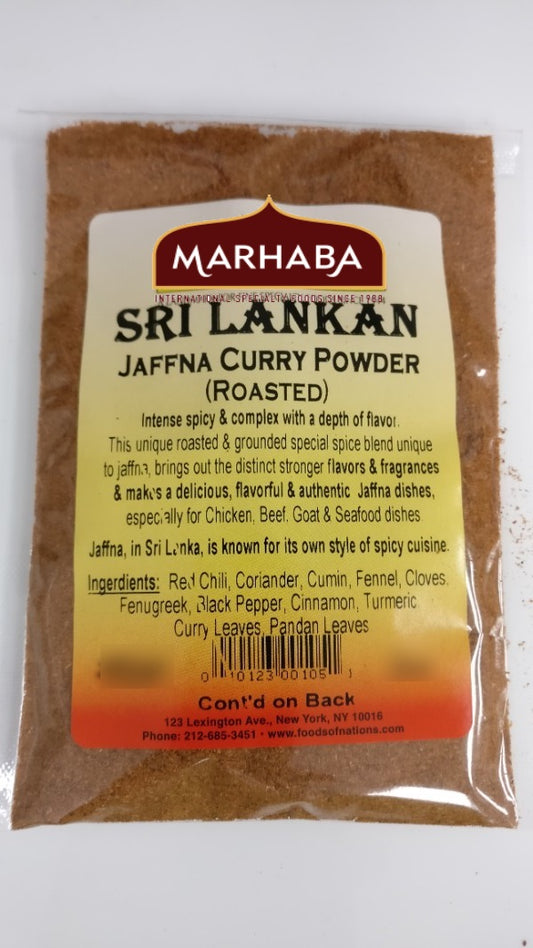 MARHABA
INTERNATIONAL SPECIALTY FOODS SINCE 1988
SRI LANKAN
JAFFNA CURRY POWDER
(ROASTED)
Intense spicy & complex with a depth of flavor.
This unique roasted & grounded special spice blend unique
to jaffna, brings out the distinct stronger flavors & fragrances
& makes a delicious, flavorful & authentic Jaffna dishes,
especially for Chicken, Beef. Goat & Seafood dishes
Jaffna, in Sri Lanka, is known for its own style of spicy cuisine.
Ingerdients: Red Chili, Coriander, Cumin, Fennel, Cloves.
Fenugreek, Black Pepper, Cinnamon, Turmeric
Curry Leaves, Pandan Leaves
0 10123 00105 1
Cont'd on Back
123 Lexington Ave., New York, NY 10016
Phone: 212-685-3451 • www.foodsofnations.com